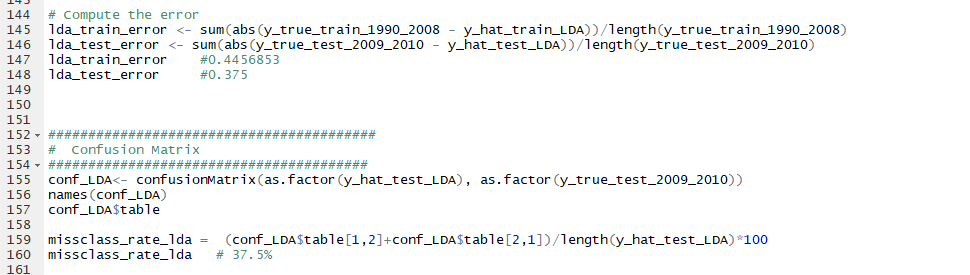 143
144 # Compute the error
145 lda_train_error <- sum(abs(y_true_train_1990_2008 - y_hat_train_LDA))/length(y_true_train_1990_2008)
146 lda_test_error <- sum(abs(y_true_test_2009_2010 - y_hat_test_LDA))/length(y_true_test_2009_2010)
147 lda_train_error    #0.4456853
148 lda_test_error     #0.375
149
150
151
152 #########################################
153 #  Confusion Matrix
154 ########################################
155 conf_LDA<- confusionMatrix(as.factor(y_hat_test_LDA), as.factor(y_true_test_2009_2010))
156 names(conf_LDA)
157 conf_LDA$table
158
159 missclass_rate_lda =  (conf_LDA$table[1,2]+conf_LDA$table[2,1])/length(y_hat_test_LDA)*100
160 missclass_rate_lda   # 37.5%
161